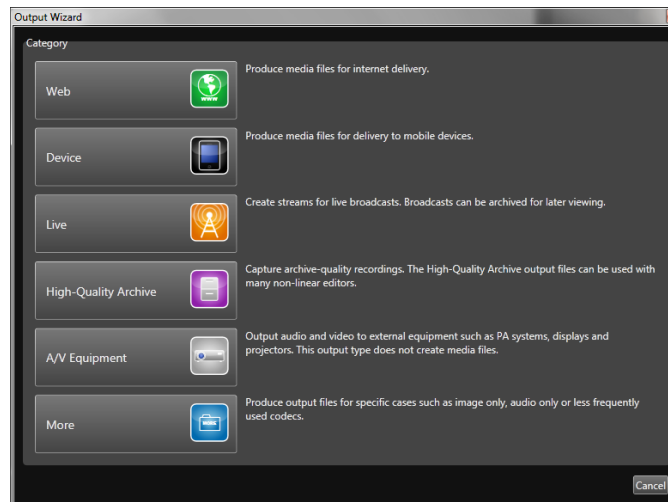 Output Wizard
Category
Web
www
Produce media files for internet delivery.
Device
Produce media files for delivery to mobile devices.
Live
Create streams for live broadcasts. Broadcasts can be archived for later viewing.
High-Quality Archive
Capture archive-quality recordings. The High-Quality Archive output files can be used with
many non-linear editors.
A/V Equipment
Output audio and video to external equipment such as PA systems, displays and
projectors. This output type does not create media files.
More
MORE
Produce output files for specific cases such as image only, audio only or less frequently
used codecs.
Cancel